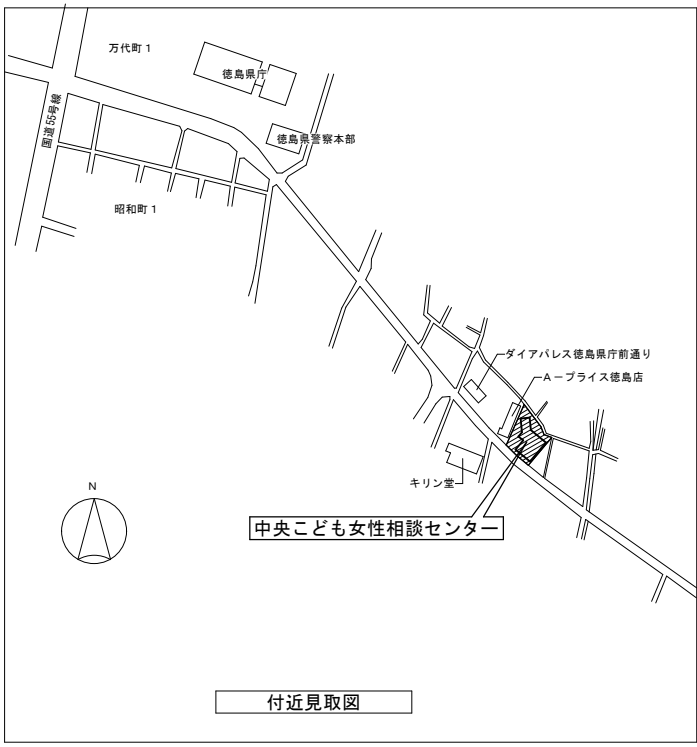 万代町1
徳島県庁
国道55号線
徳島県警察本部
昭和町1
ダイアパレス徳島県庁前通り
A－プライス徳島店
キリン堂
N
中央こども女性相談センター
付近見取図